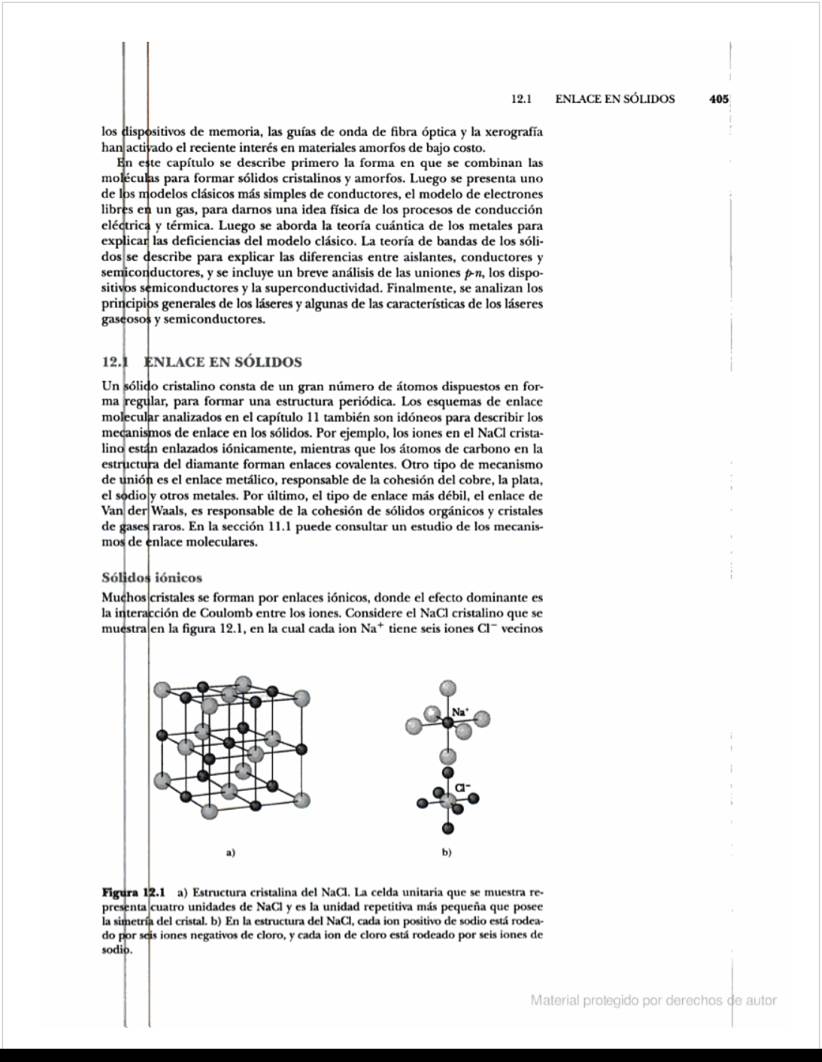 12.1 ENLACE EN SÓLIDOS 405
los dispositivos de memoria, las guías de onda de fibra óptica y la xerografía
han activado el reciente interés en materiales amorfos de bajo costo.
En este capítulo se describe primero la forma en que se combinan las
moléculas para formar sólidos cristalinos y amorfos. Luego se presenta uno
de los modelos clásicos más simples de conductores, el modelo de electrones
libres en un gas, para darnos una idea física de los procesos de conducción
eléctrica y térmica. Luego se aborda la teoría cuántica de los metales para
explicar las deficiencias del modelo clásico. La teoría de bandas de los sóli-
dos se describe para explicar las diferencias entre aislantes, conductores y
semiconductores, y se incluye un breve análisis de las uniones p-n, los dispo-
sitivos semiconductores y la superconductividad. Finalmente, se analizan los
principios generales de los láseres y algunas de las características de los láseres
gaseosos y semiconductores.
12.1 ENLACE EN SÓLIDOS
Un sólido cristalino consta de un gran número de átomos dispuestos en for-
ma regular, para formar una estructura periódica. Los esquemas de enlace
molecular analizados en el capítulo 11 también son idóneos para describir los
mecanismos de enlace en los sólidos. Por ejemplo, los iones en el NaCl crista-
lino están enlazados iónicamente, mientras que los átomos de carbono en la
estructura del diamante forman enlaces covalentes. Otro tipo de mecanismo
de unión es el enlace metálico, responsable de la cohesión del cobre, la plata,
el sodio y otros metales. Por último, el tipo de enlace más débil, el enlace de
Van der Waals, es responsable de la cohesión de sólidos orgánicos y cristales
de gases raros. En la sección 11.1 puede consultar un estudio de los mecanis-
mos de enlace moleculares.
Sólidos iónicos
Muchos cristales se forman por enlaces iónicos, donde el efecto dominante es
la interacción de Coulomb entre los iones. Considere el NaCl cristalino que se
muestra en la figura 12.1, en la cual cada ion Na⁺ tiene seis iones Cl⁻ vecinos
Na⁺
Cl⁻
a) b)
Figura 12.1 a) Estructura cristalina del NaCl. La celda unitaria que se muestra re-
presenta cuatro unidades de NaCl y es la unidad repetitiva más pequeña que posee
la simetría del cristal. b) En la estructura del NaCl, cada ion positivo de sodio está rodea-
do por seis iones negativos de cloro, y cada ion de cloro está rodeado por seis iones de
sodio.
Material protegido por derechos de autor